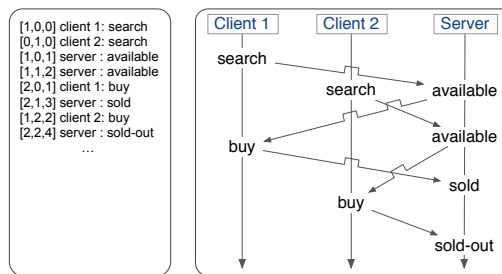 [1,0,0] client 1: search
[0,1,0] client 2: search
[1,0,1] server : available
[1,1,2] server : available
[2,0,1] client 1: buy
[2,1,3] server : sold
[1,2,2] client 2: buy
[2,2,4] server : sold-out
...
Client 1 Client 2 Server
search
search available
available
buy
sold
buy
sold-out